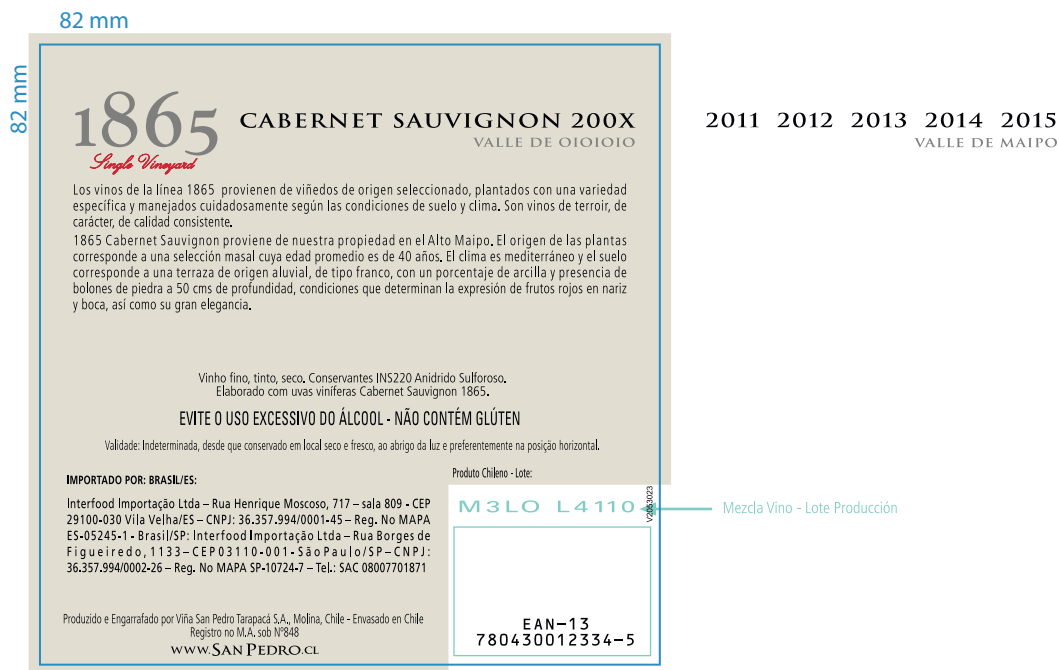 82 mm
82 mm
1865 CABERNET SAUVIGNON 200X
VALLE DE OIOIOIO
Single Vineyard
2011 2012 2013 2014 2015
VALLE DE MAIPO
Los vinos de la línea 1865 provienen de viñedos de origen seleccionado, plantados con una variedad
específica y manejados cuidadosamente según las condiciones de suelo y clima. Son vinos de terroir, de
carácter, de calidad consistente.
1865 Cabernet Sauvignon proviene de nuestra propiedad en el Alto Maipo. El origen de las plantas
corresponde a una selección masal cuya edad promedio es de 40 años. El clima es mediterráneo y el suelo
corresponde a una terraza de origen aluvial, de tipo franco, con un porcentaje de arcilla y presencia de
bolones de piedra a 50 cms de profundidad, condiciones que determinan la expresión de frutos rojos en nariz
y boca, así como su gran elegancia.
Vinho fino, tinto, seco. Conservantes INS220 Anidrido Sulforoso.
Elaborado com uvas viníferas Cabernet Sauvignon 1865.
EVITE O USO EXCESSIVO DO ÁLCOOL - NÃO CONTÉM GLÚTEN
Validade: Indeterminada, desde que conservado em local seco e fresco, ao abrigo da luz e preferentemente na posição horizontal.
IMPORTADO POR: BRASIL/ES:
Interfood Importação Ltda – Rua Henrique Moscoso, 717 – sala 809 - CEP
29100-030 Vila Velha/ES – CNPJ: 36.357.994/0001-45 – Reg. No MAPA
ES-05245-1 - Brasil/SP: Interfood Importação Ltda – Rua Borges de
Figueiredo, 1133 – CEP 03110-001 - São Paulo/SP – CNPJ:
36.357.994/0002-26 – Reg. No MAPA SP-10724-7 – Tel.: SAC 08007701871
Produzido e Engarrafado por Viña San Pedro Tarapacá S.A., Molina, Chile - Envasado en Chile
Registro no M.A. sob Nº848
WWW.SAN PEDRO.CL
Produto Chileno - Lote:
M3LO L4110
V2053023
Mezcla Vino - Lote Producción
EAN-13
780430012334-5